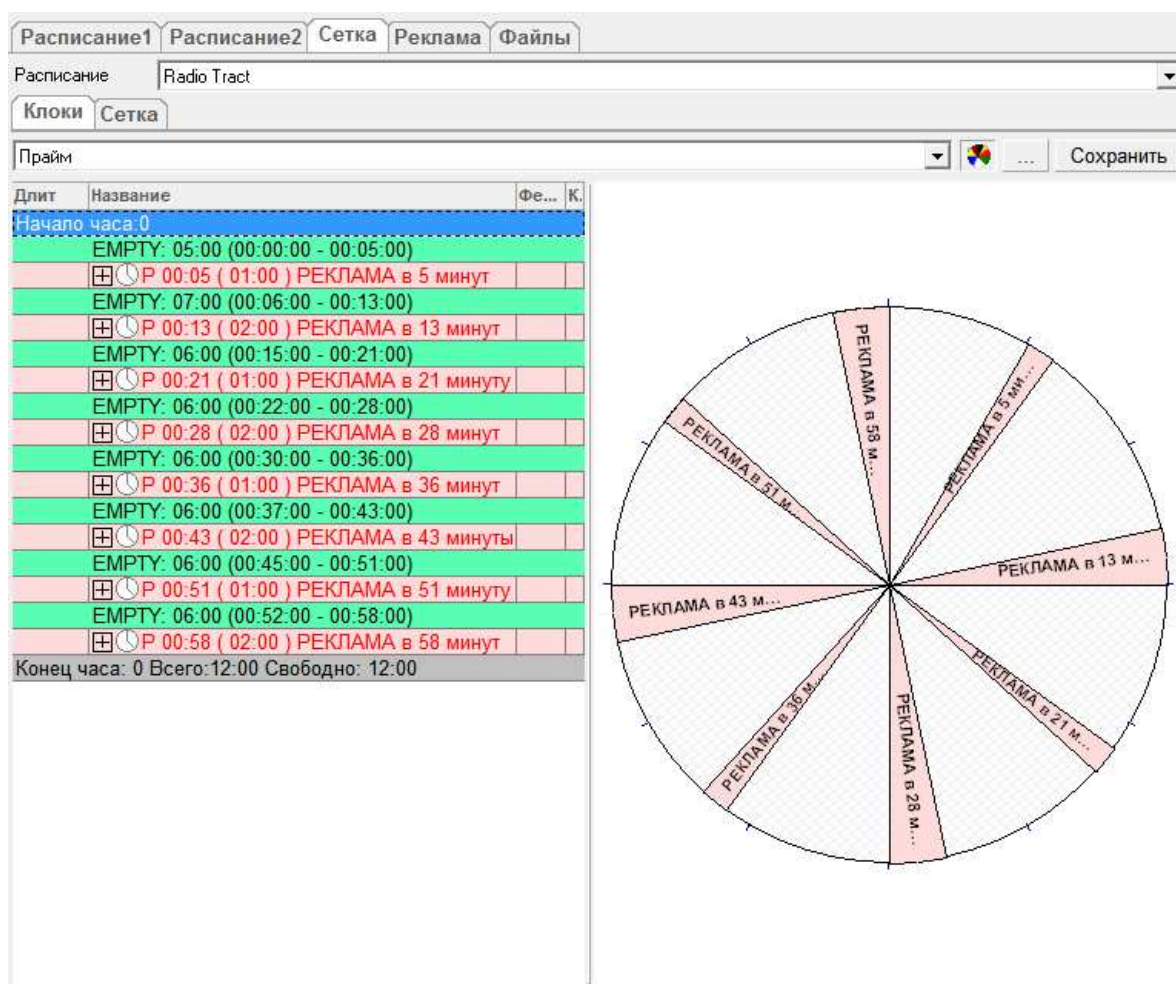 Расписание1 Расписание2 Сетка Реклама Файлы
Расписание Radio Tract
Клоки Сетка
Прайм ... Сохранить
Длит Название Фе... К.
Начало часа:0
EMPTY: 05:00 (00:00:00 - 00:05:00)
Р 00:05 ( 01:00 ) РЕКЛАМА в 5 минут
EMPTY: 07:00 (00:06:00 - 00:13:00)
Р 00:13 ( 02:00 ) РЕКЛАМА в 13 минут
EMPTY: 06:00 (00:15:00 - 00:21:00)
Р 00:21 ( 01:00 ) РЕКЛАМА в 21 минуту
EMPTY: 06:00 (00:22:00 - 00:28:00)
Р 00:28 ( 02:00 ) РЕКЛАМА в 28 минут
EMPTY: 06:00 (00:30:00 - 00:36:00)
Р 00:36 ( 01:00 ) РЕКЛАМА в 36 минут
EMPTY: 06:00 (00:37:00 - 00:43:00)
Р 00:43 ( 02:00 ) РЕКЛАМА в 43 минуты
EMPTY: 06:00 (00:45:00 - 00:51:00)
Р 00:51 ( 01:00 ) РЕКЛАМА в 51 минуту
EMPTY: 06:00 (00:52:00 - 00:58:00)
Р 00:58 ( 02:00 ) РЕКЛАМА в 58 минут
Конец часа: 0 Всего:12:00 Свободно: 12:00
РЕКЛАМА в 5 ми...
РЕКЛАМА в 13 м...
РЕКЛАМА в 21 м...
РЕКЛАМА в 28 м...
РЕКЛАМА в 36 м...
РЕКЛАМА в 43 м...
РЕКЛАМА в 51 м...
РЕКЛАМА в 58 м...